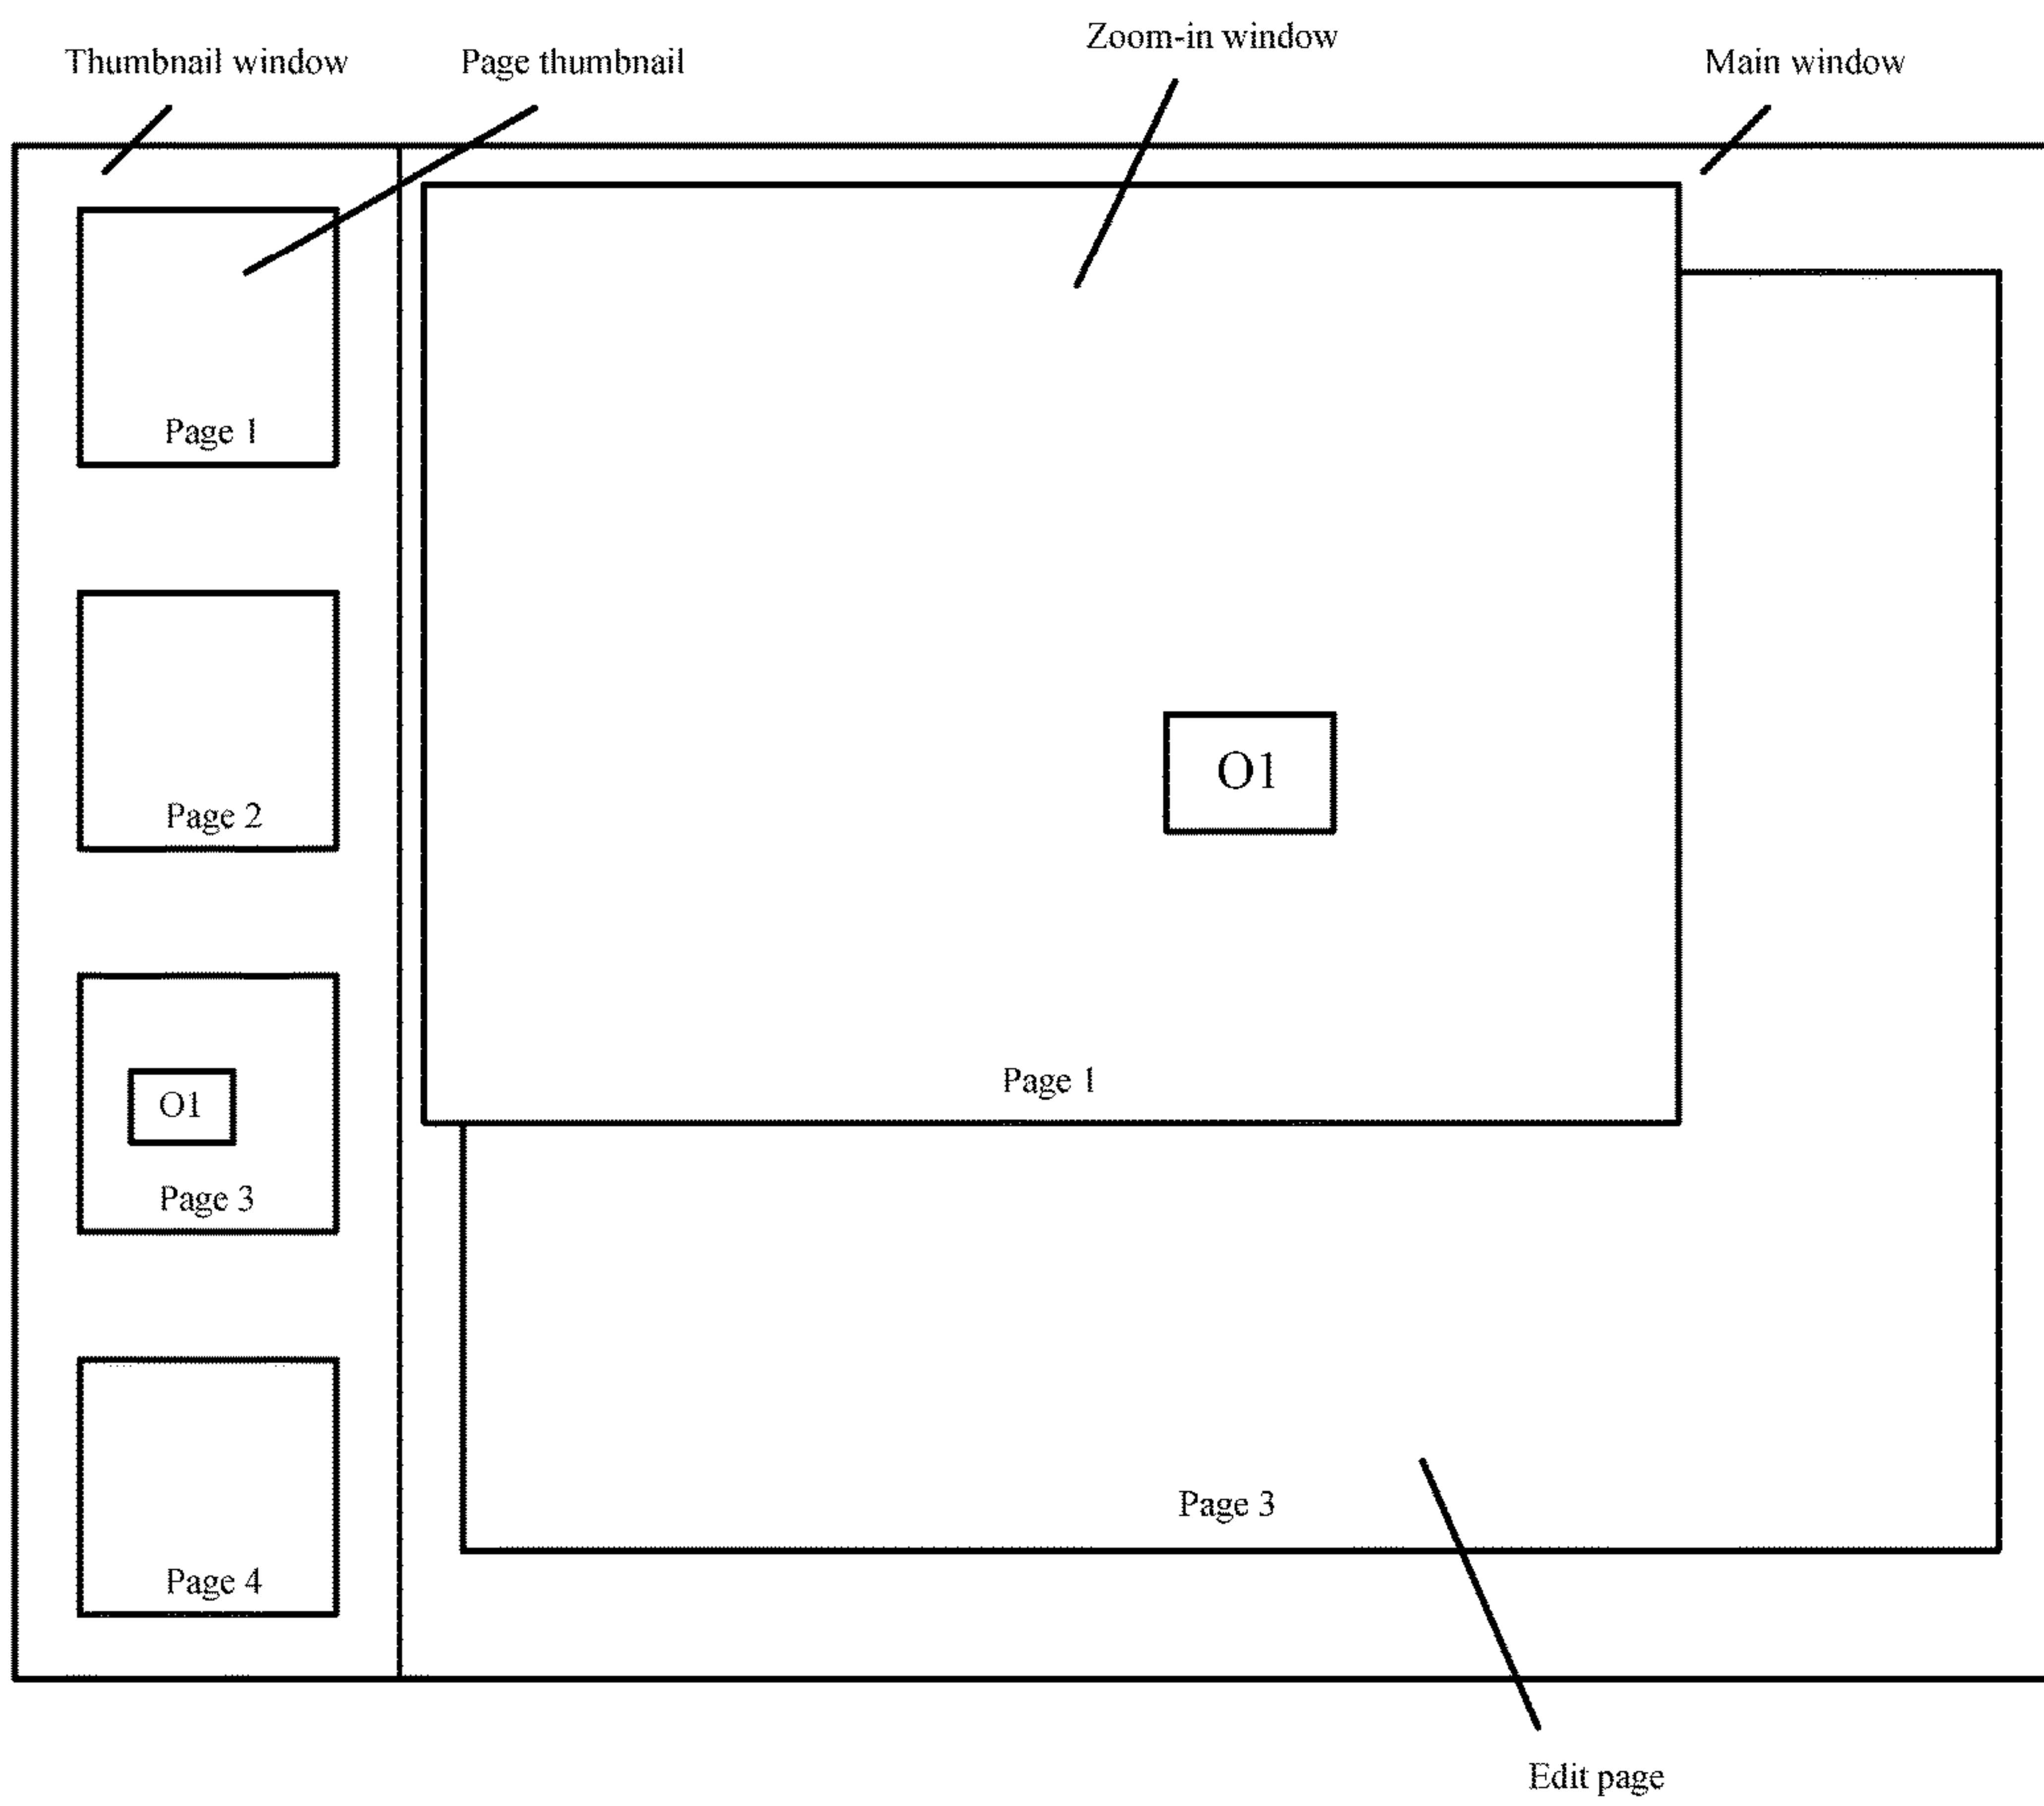 Zoom-in window
Thumbnail window
Page thumbnail
Main window
Page 1
O1
Page 2
Page 1
O1
Page 3
Page 3
Page 4
Edit page